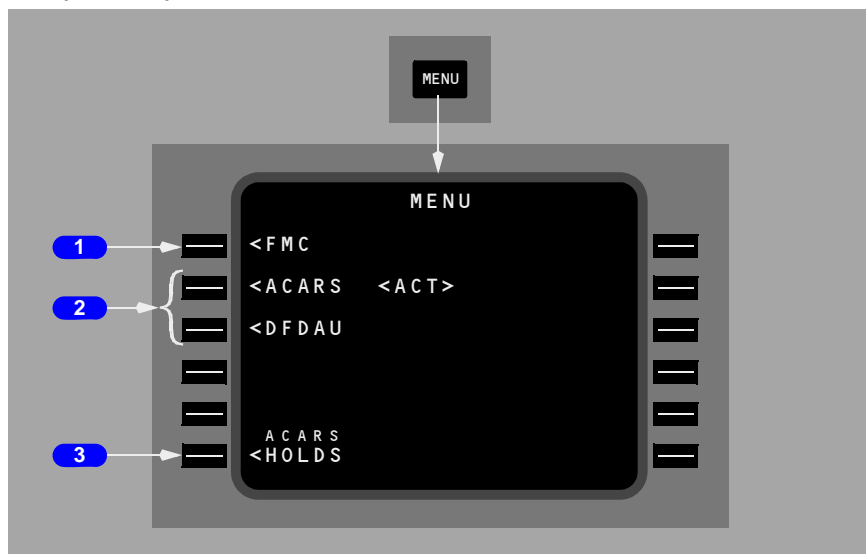 MENU
MENU
1
<FMC
<ACARS <ACT>
2
<DFDAU
ACARS
3
<HOLDS